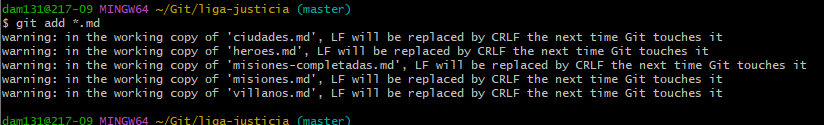 dam131@217-09 MINGW64 ~/Git/liga-justicia (master)
$ git add *.md
warning: in the working copy of 'ciudades.md', LF will be replaced by CRLF the next time Git touches it
warning: in the working copy of 'heroes.md', LF will be replaced by CRLF the next time Git touches it
warning: in the working copy of 'misiones-completadas.md', LF will be replaced by CRLF the next time Git touches it
warning: in the working copy of 'misiones.md', LF will be replaced by CRLF the next time Git touches it
warning: in the working copy of 'villanos.md', LF will be replaced by CRLF the next time Git touches it
dam131@217-09 MINGW64 ~/Git/liga-justicia (master)